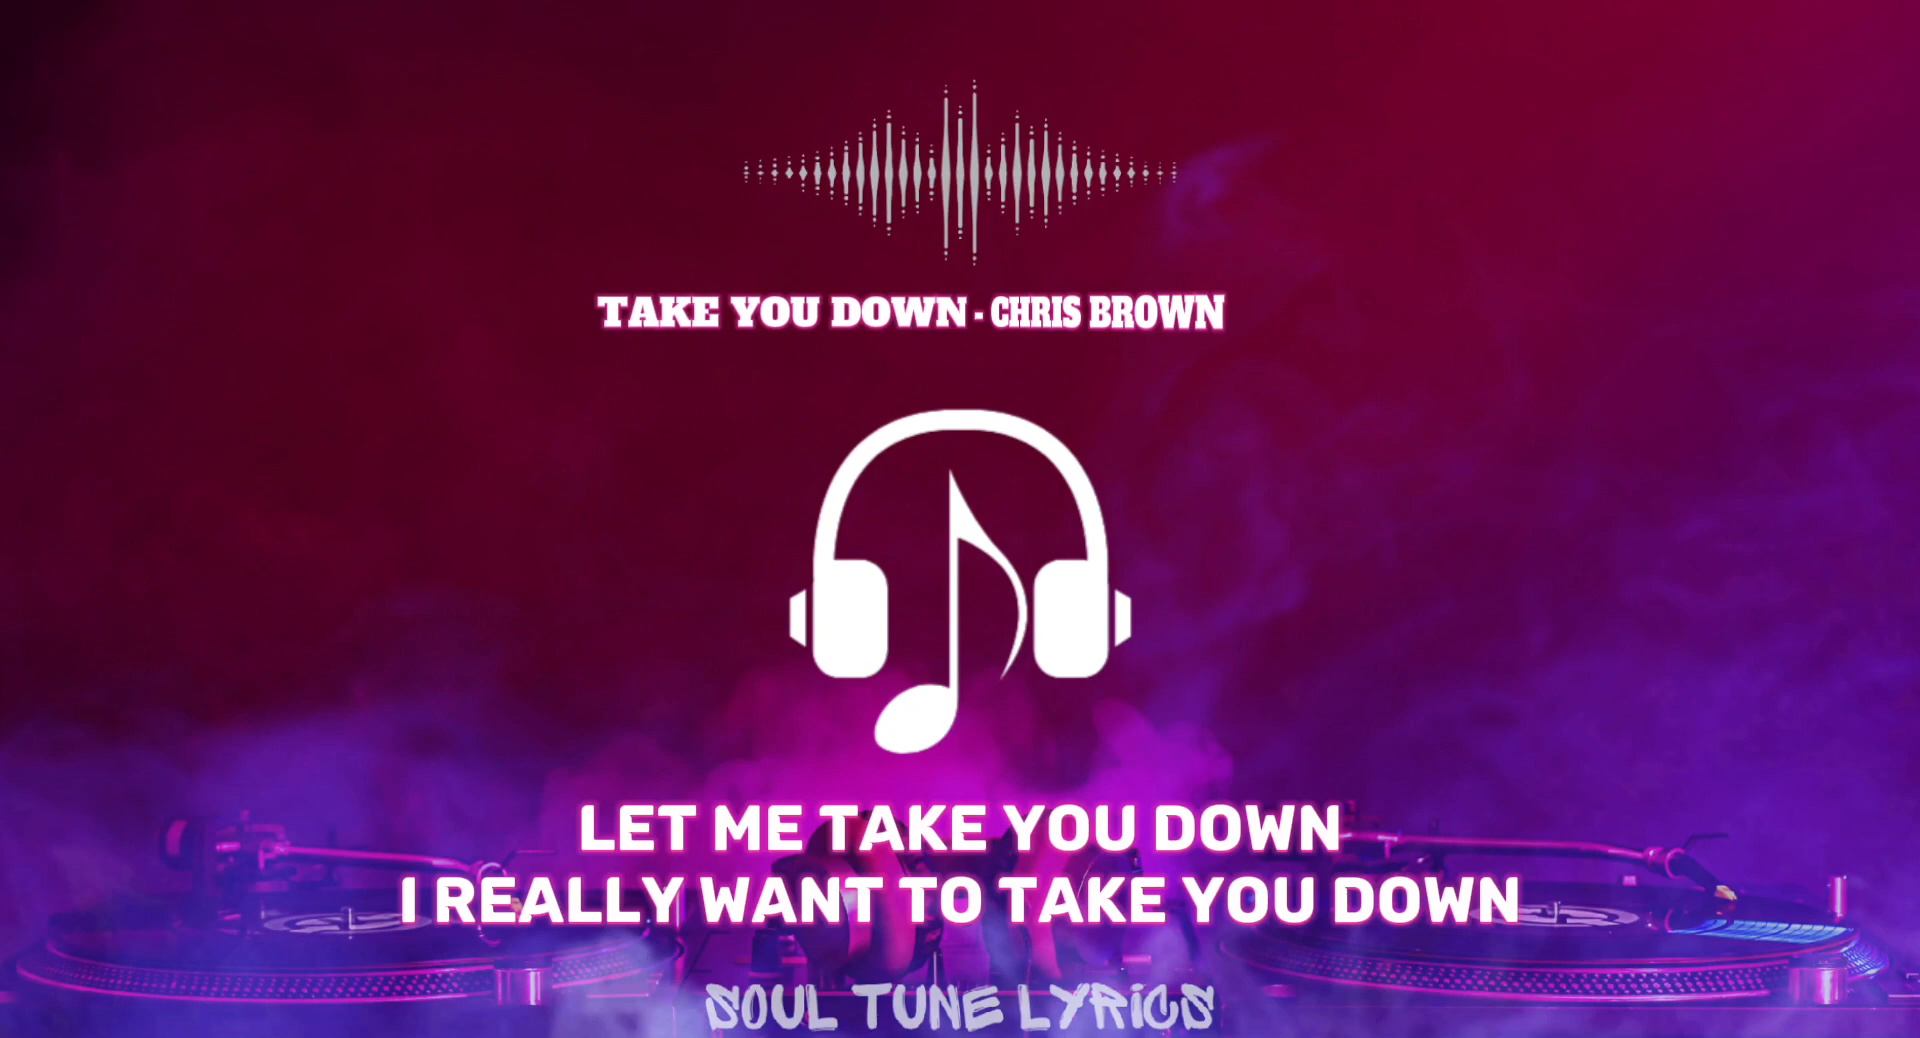 TAKE YOU DOWN - CHRIS BROWN
LET ME TAKE YOU DOWN
I REALLY WANT TO TAKE YOU DOWN
SOUL TUNE LYRICS